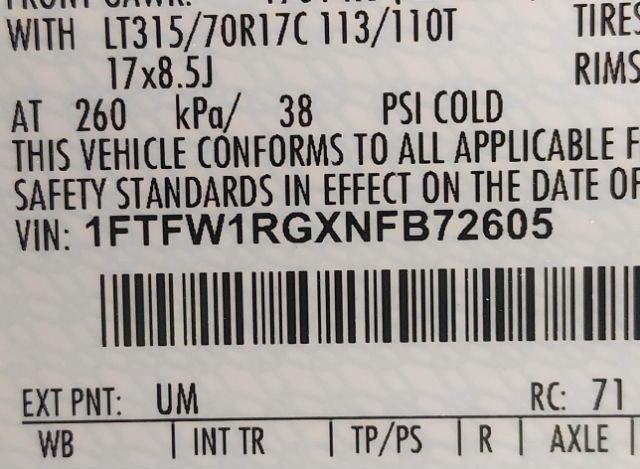 WITH LT315/70R17C 113/110T TIRES
17x8.5J RIMS
AT 260 kPa/ 38 PSI COLD
THIS VEHICLE CONFORMS TO ALL APPLICABLE F
SAFETY STANDARDS IN EFFECT ON THE DATE OF
VIN: 1FTFW1RGXNFB72605
EXT PNT: UM RC: 71
WB | INT TR | TP/PS | R | AXLE |